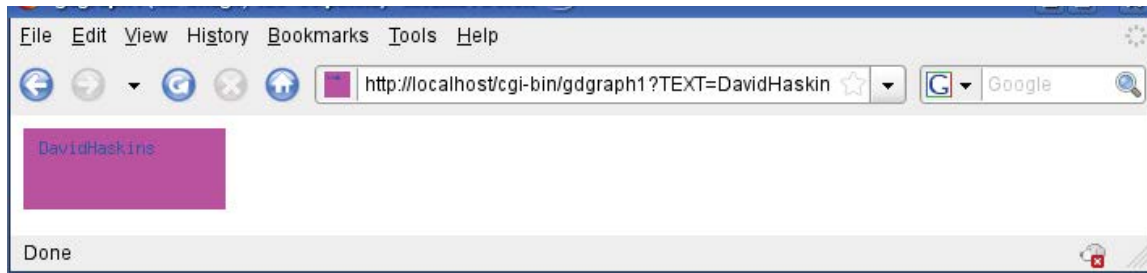 File Edit View History Bookmarks Tools Help
http://localhost/cgi-bin/gdgraph1?TEXT=DavidHaskin
G Google
DavidHaskins
Done